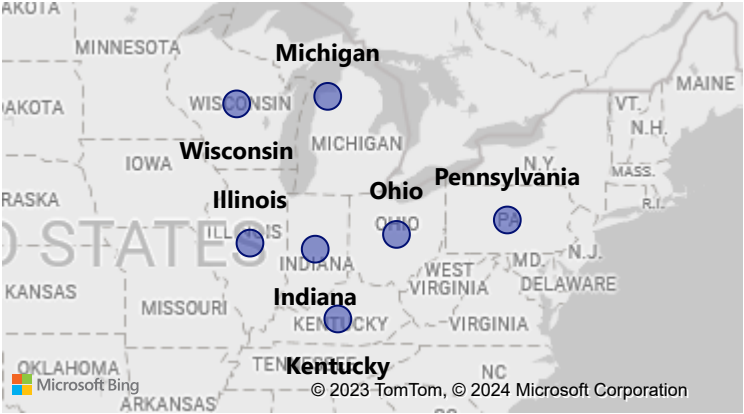 AKOTA
MINNESOTA
Michigan
MAINE
WISCONSIN
VT.
AKOTA
N.H.
MICHIGAN
Wisconsin
IOWA
N.Y.
MASS.
Ohio
Pennsylvania
RASKA
Illinois
R.I.
ILLINOIS
OHIO
PA
D STATES
INDIANA
MD.
N.J.
WEST
VIRGINIA
DELAWARE
KANSAS
Indiana
MISSOURI
KENTUCKY
VIRGINIA
TENNESSEE
Kentucky
OKLAHOMA
NC
Microsoft Bing
© 2023 TomTom, © 2024 Microsoft Corporation
ARKANSAS
SC